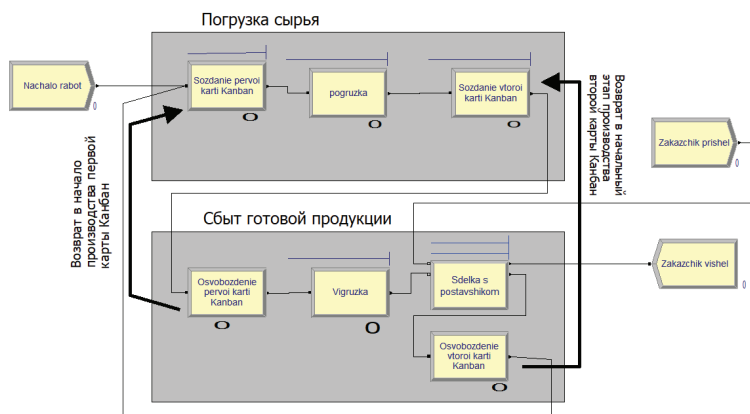 Погрузка сырья
Nachalo rabot
0
Sozdanie pervoi
karti Kanban
0
pogruzka
0
Sozdanie vtoroi
karti Kanban
0
Возврат в начальный
этап производства
второй карты Канбан
Zakazchik prishel
0
Возврат в начало
производства первой
карты Канбан
Сбыт готовой продукции
Osvobozdenie
pervoi karti
Kanban
0
Vigruzka
0
Sdelka s
postavshikom
Zakazchik vishel
0
Osvobozdenie
vtoroi karti
Kanban
0